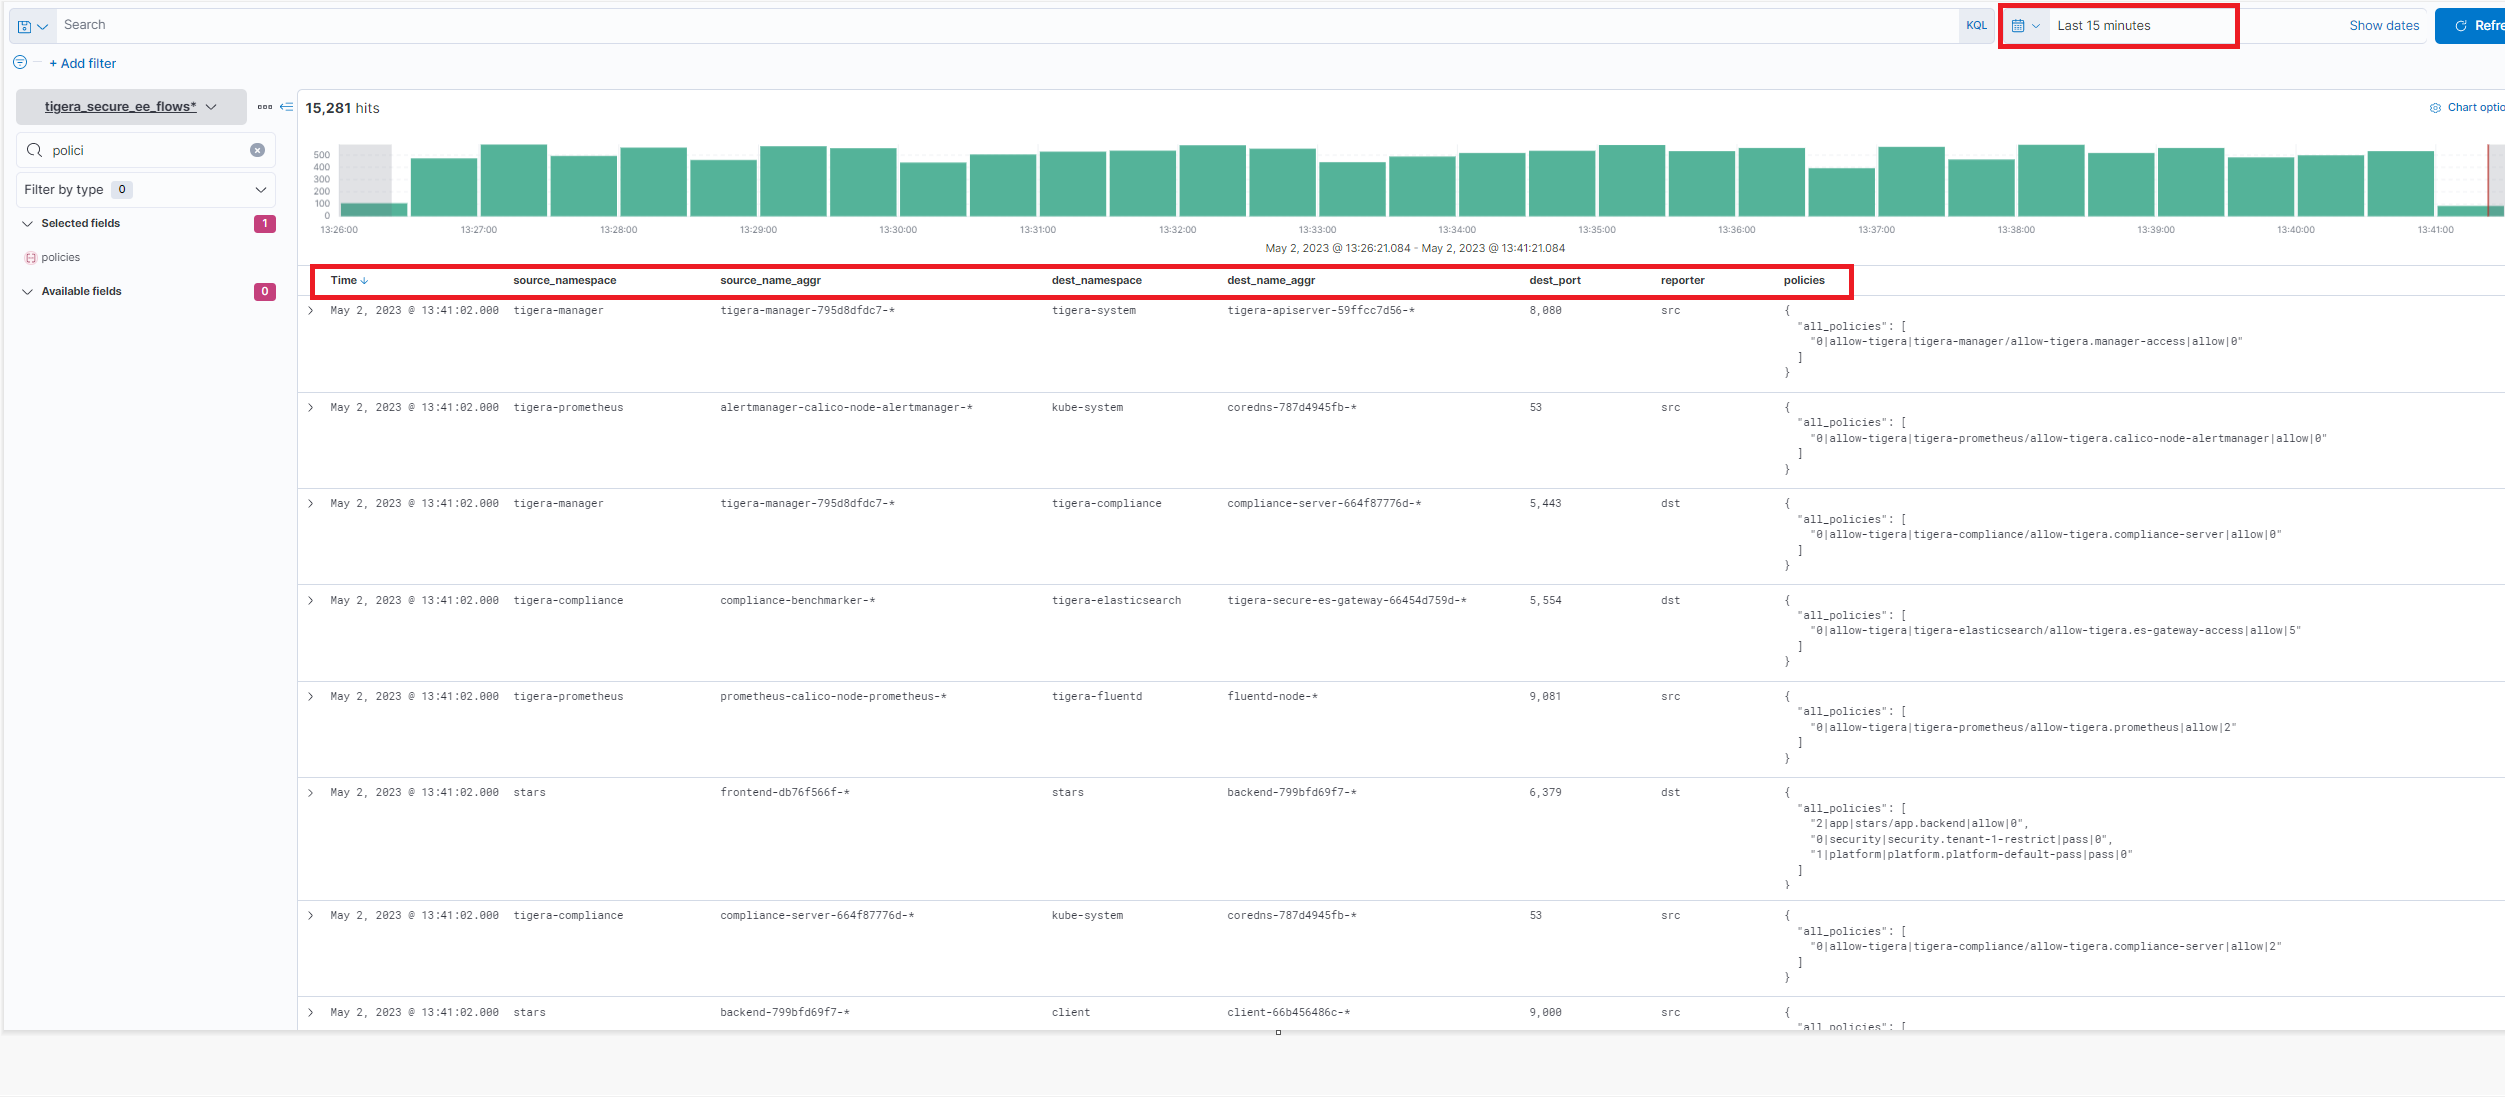 Search KQL Last 15 minutes Show dates Refre
+ Add filter
tigera_secure_ee_flows*
15,281 hits
Chart optio
polici
Filter by type 0
Selected fields 1
policies
Available fields 0
500
400
300
200
100
0
13:26:00 13:27:00 13:28:00 13:29:00 13:30:00 13:31:00 13:32:00 13:33:00 13:34:00 13:35:00 13:36:00 13:37:00 13:38:00 13:39:00 13:40:00 13:41:00
May 2, 2023 @ 13:26:21.084 - May 2, 2023 @ 13:41:21.084
Time source_namespace source_name_aggr dest_namespace dest_name_aggr dest_port reporter policies
May 2, 2023 @ 13:41:02.000 tigera-manager tigera-manager-795d8dfdc7-* tigera-system tigera-apiserver-59ffcc7d56-* 8,080 src {
"all_policies": [
"0|allow-tigera|tigera-manager/allow-tigera.manager-access|allow|0"
]
}
May 2, 2023 @ 13:41:02.000 tigera-prometheus alertmanager-calico-node-alertmanager-* kube-system coredns-787d4945fb-* 53 src {
"all_policies": [
"0|allow-tigera|tigera-prometheus/allow-tigera.calico-node-alertmanager|allow|0"
]
}
May 2, 2023 @ 13:41:02.000 tigera-manager tigera-manager-795d8dfdc7-* tigera-compliance compliance-server-664f87776d-* 5,443 dst {
"all_policies": [
"0|allow-tigera|tigera-compliance/allow-tigera.compliance-server|allow|0"
]
}
May 2, 2023 @ 13:41:02.000 tigera-compliance compliance-benchmarker-* tigera-elasticsearch tigera-secure-es-gateway-66454d759d-* 5,554 dst {
"all_policies": [
"0|allow-tigera|tigera-elasticsearch/allow-tigera.es-gateway-access|allow|5"
]
}
May 2, 2023 @ 13:41:02.000 tigera-prometheus prometheus-calico-node-prometheus-* tigera-fluentd fluentd-node-* 9,081 src {
"all_policies": [
"0|allow-tigera|tigera-prometheus/allow-tigera.prometheus|allow|2"
]
}
May 2, 2023 @ 13:41:02.000 stars frontend-db76f566f-* stars backend-799bfd69f7-* 6,379 dst {
"all_policies": [
"2|app|stars/app.backend|allow|0",
"0|security|security.tenant-1-restrict|pass|0",
"1|platform|platform.platform-default-pass|pass|0"
]
}
May 2, 2023 @ 13:41:02.000 tigera-compliance compliance-server-664f87776d-* kube-system coredns-787d4945fb-* 53 src {
"all_policies": [
"0|allow-tigera|tigera-compliance/allow-tigera.compliance-server|allow|2"
]
}
May 2, 2023 @ 13:41:02.000 stars backend-799bfd69f7-* client client-66b456486c-* 9,000 src {
"all_policies": [